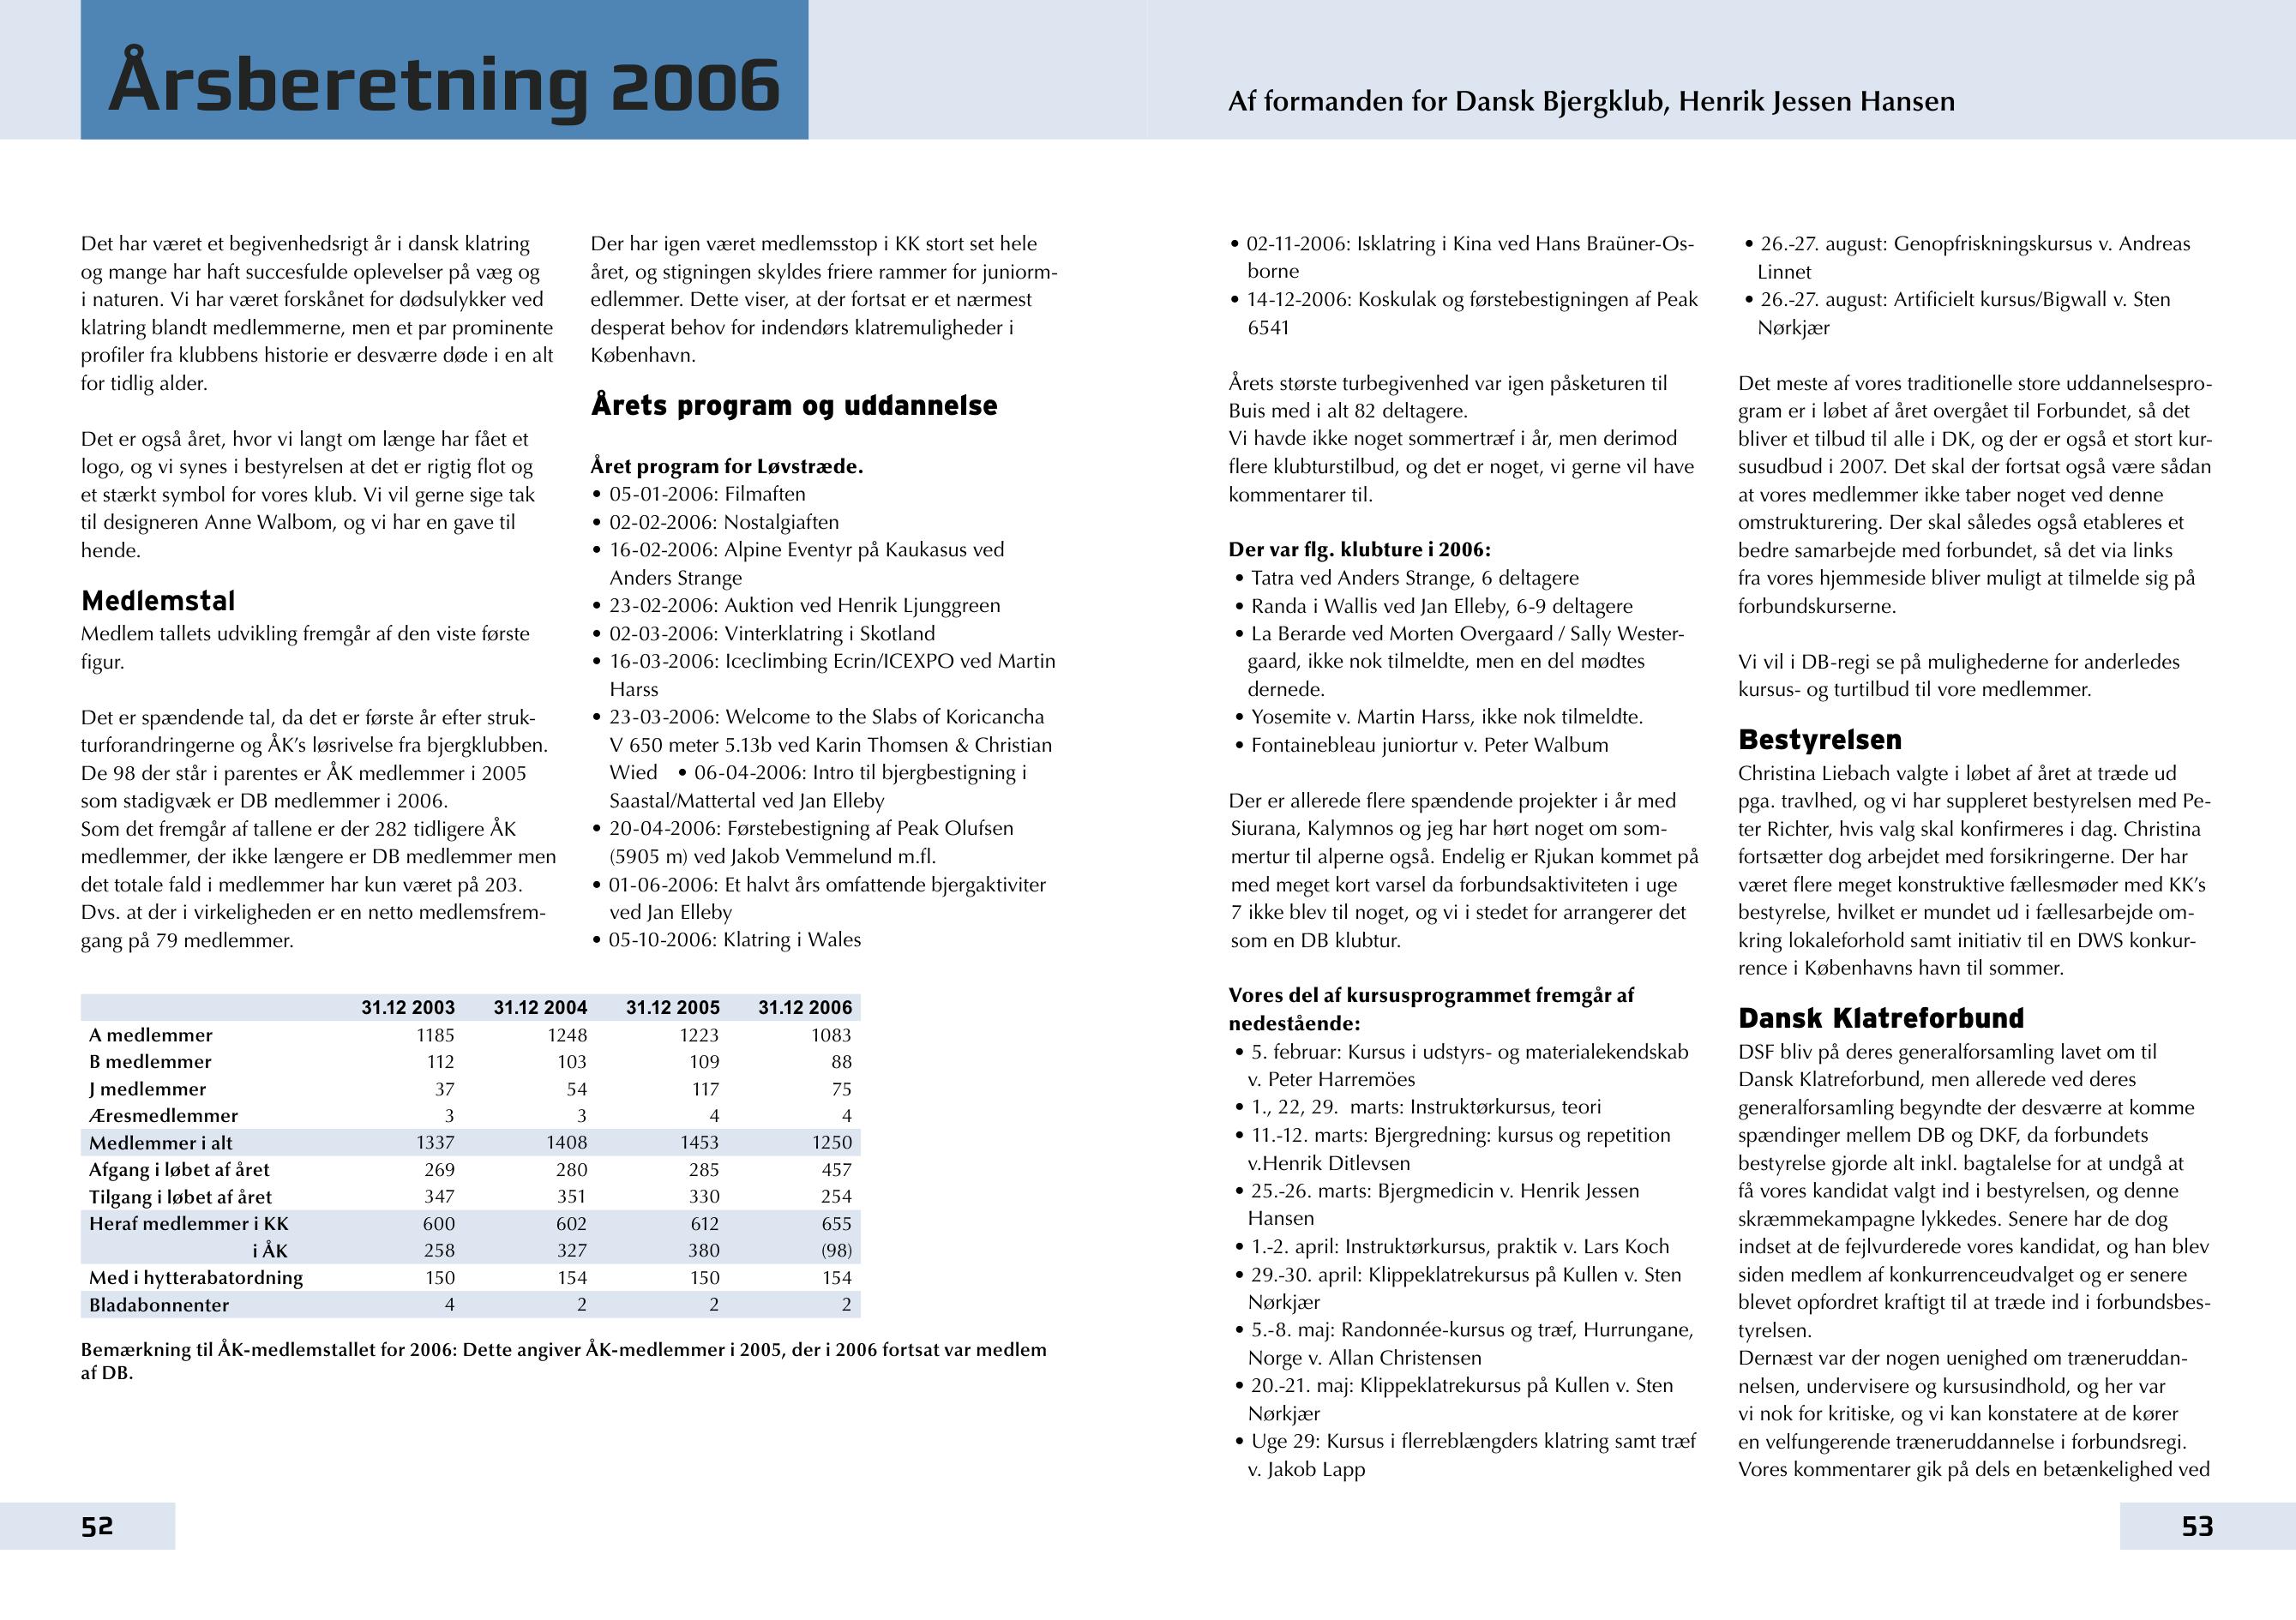 Årsberetning 2006
Af formanden for Dansk Bjergklub, Henrik Jessen Hansen
Det har været et begivenhedsrigt år i dansk klatring
og mange har haft succesfulde oplevelser på væg og
i naturen. Vi har været forskånet for dødsulykker ved
klatring blandt medlemmerne, men et par prominente
profiler fra klubbens historie er desværre døde i en alt
for tidlig alder.
Det er også året, hvor vi langt om længe har fået et
logo, og vi synes i bestyrelsen at det er rigtig flot og
et stærkt symbol for vores klub. Vi vil gerne sige tak
til designeren Anne Walbom, og vi har en gave til
hende.
Medlemstal
Medlem tallets udvikling fremgår af den viste første
figur.
Det er spændende tal, da det er første år efter struk-
turforandringerne og ÅK’s løsrivelse fra bjergklubben.
De 98 der står i parentes er ÅK medlemmer i 2005
som stadigvæk er DB medlemmer i 2006.
Som det fremgår af tallene er der 282 tidligere ÅK
medlemmer, der ikke længere er DB medlemmer men
det totale fald i medlemmer har kun været på 203.
Dvs. at der i virkeligheden er en netto medlemsfrem-
gang på 79 medlemmer.
Der har igen været medlemsstop i KK stort set hele
året, og stigningen skyldes friere rammer for juniorm-
edlemmer. Dette viser, at der fortsat er et nærmest
desperat behov for indendørs klatremuligheder i
København.
Årets program og uddannelse
Året program for Løvstræde.
• 05-01-2006: Filmaften
• 02-02-2006: Nostalgiaften
• 16-02-2006: Alpine Eventyr på Kaukasus ved
Anders Strange
• 23-02-2006: Auktion ved Henrik Ljunggreen
• 02-03-2006: Vinterklatring i Skotland
• 16-03-2006: Iceclimbing Ecrin/ICEXPO ved Martin
Harss
• 23-03-2006: Welcome to the Slabs of Koricancha
V 650 meter 5.13b ved Karin Thomsen & Christian
Wied • 06-04-2006: Intro til bjergbestigning i
Saastal/Mattertal ved Jan Elleby
• 20-04-2006: Førstebestigning af Peak Olufsen
(5905 m) ved Jakob Vemmelund m.fl.
• 01-06-2006: Et halvt års omfattende bjergaktiviter
ved Jan Elleby
• 05-10-2006: Klatring i Wales
31.12 2003 31.12 2004 31.12 2005 31.12 2006
A medlemmer 1185 1248 1223 1083
B medlemmer 112 103 109 88
J medlemmer 37 54 117 75
Æresmedlemmer 3 3 4 4
Medlemmer i alt 1337 1408 1453 1250
Afgang i løbet af året 269 280 285 457
Tilgang i løbet af året 347 351 330 254
Heraf medlemmer i KK 600 602 612 655
i ÅK 258 327 380 (98)
Med i hytterabatordning 150 154 150 154
Bladabonnenter 4 2 2 2
Bemærkning til ÅK-medlemstallet for 2006: Dette angiver ÅK-medlemmer i 2005, der i 2006 fortsat var medlem
af DB.
52
• 02-11-2006: Isklatring i Kina ved Hans Braüner-Os-
borne
• 14-12-2006: Koskulak og førstebestigningen af Peak
6541
Årets største turbegivenhed var igen påsketuren til
Buis med i alt 82 deltagere.
Vi havde ikke noget sommertræf i år, men derimod
flere klubturstilbud, og det er noget, vi gerne vil have
kommentarer til.
Der var flg. klubture i 2006:
• Tatra ved Anders Strange, 6 deltagere
• Randa i Wallis ved Jan Elleby, 6-9 deltagere
• La Berarde ved Morten Overgaard / Sally Wester-
gaard, ikke nok tilmeldte, men en del mødtes
dernede.
• Yosemite v. Martin Harss, ikke nok tilmeldte.
• Fontainebleau juniortur v. Peter Walbum
Der er allerede flere spændende projekter i år med
Siurana, Kalymnos og jeg har hørt noget om som-
mertur til alperne også. Endelig er Rjukan kommet på
med meget kort varsel da forbundsaktiviteten i uge
7 ikke blev til noget, og vi i stedet for arrangerer det
som en DB klubtur.
Vores del af kursusprogrammet fremgår af
nedestående:
• 5. februar: Kursus i udstyrs- og materialekendskab
v. Peter Harremöes
• 1., 22, 29. marts: Instruktørkursus, teori
• 11.-12. marts: Bjergredning: kursus og repetition
v.Henrik Ditlevsen
• 25.-26. marts: Bjergmedicin v. Henrik Jessen
Hansen
• 1.-2. april: Instruktørkursus, praktik v. Lars Koch
• 29.-30. april: Klippeklatrekursus på Kullen v. Sten
Nørkjær
• 5.-8. maj: Randonnée-kursus og træf, Hurrungane,
Norge v. Allan Christensen
• 20.-21. maj: Klippeklatrekursus på Kullen v. Sten
Nørkjær
• Uge 29: Kursus i flerreblængders klatring samt træf
v. Jakob Lapp
• 26.-27. august: Genopfriskningskursus v. Andreas
Linnet
• 26.-27. august: Artificielt kursus/Bigwall v. Sten
Nørkjær
Det meste af vores traditionelle store uddannelsespro-
gram er i løbet af året overgået til Forbundet, så det
bliver et tilbud til alle i DK, og der er også et stort kur-
susudbud i 2007. Det skal der fortsat også være sådan
at vores medlemmer ikke taber noget ved denne
omstrukturering. Der skal således også etableres et
bedre samarbejde med forbundet, så det via links
fra vores hjemmeside bliver muligt at tilmelde sig på
forbundskurserne.
Vi vil i DB-regi se på mulighederne for anderledes
kursus- og turtilbud til vore medlemmer.
Bestyrelsen
Christina Liebach valgte i løbet af året at træde ud
pga. travlhed, og vi har suppleret bestyrelsen med Pe-
ter Richter, hvis valg skal konfirmeres i dag. Christina
fortsætter dog arbejdet med forsikringerne. Der har
været flere meget konstruktive fællesmøder med KK’s
bestyrelse, hvilket er mundet ud i fællesarbejde om-
kring lokaleforhold samt initiativ til en DWS konkur-
rence i Københavns havn til sommer.
Dansk Klatreforbund
DSF bliv på deres generalforsamling lavet om til
Dansk Klatreforbund, men allerede ved deres
generalforsamling begyndte der desværre at komme
spændinger mellem DB og DKF, da forbundets
bestyrelse gjorde alt inkl. bagtalelse for at undgå at
få vores kandidat valgt ind i bestyrelsen, og denne
skræmmekampagne lykkedes. Senere har de dog
indset at de fejlvurderede vores kandidat, og han blev
siden medlem af konkurrenceudvalget og er senere
blevet opfordret kraftigt til at træde ind i forbundsbes-
tyrelsen.
Dernæst var der nogen uenighed om træneruddan-
nelsen, undervisere og kursusindhold, og her var
vi nok for kritiske, og vi kan konstatere at de kører
en velfungerende træneruddannelse i forbundsregi.
Vores kommentarer gik på dels en betænkelighed ved
53